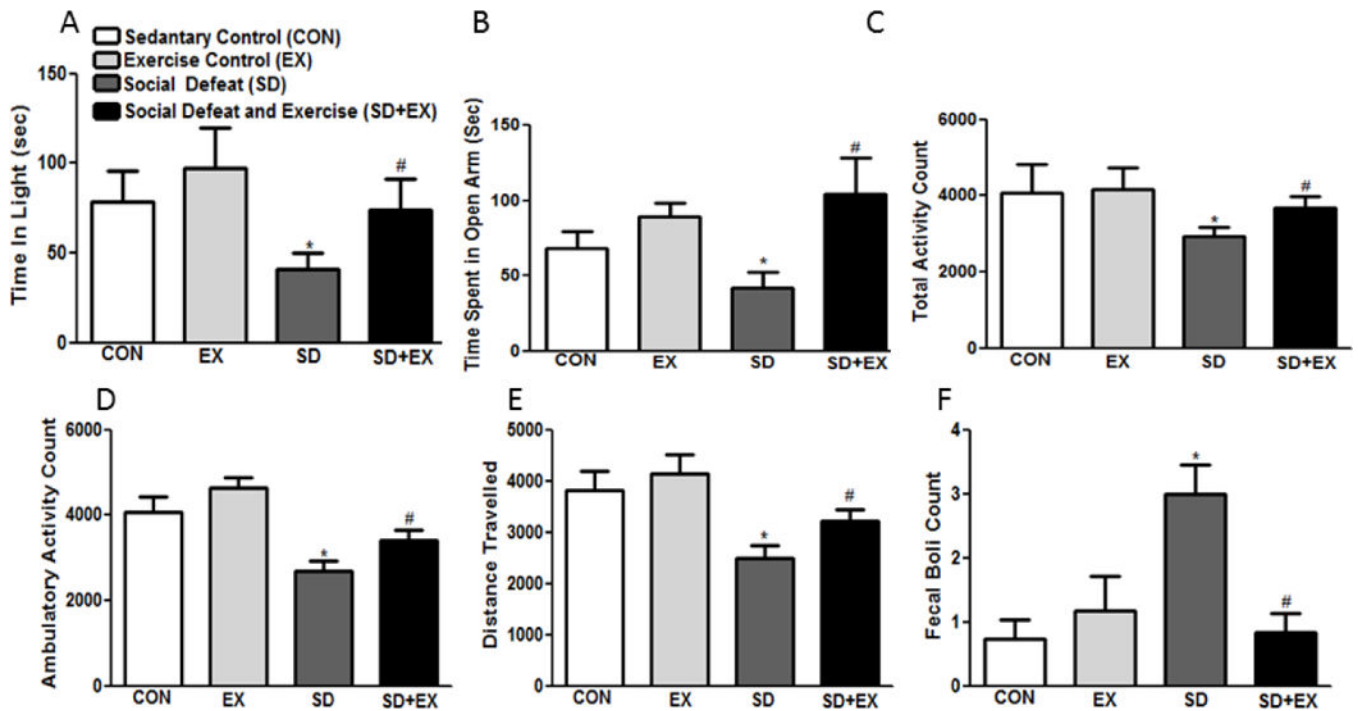 A
Sedantary Control (CON)
Exercise Control (EX)
Social Defeat (SD)
Social Defeat and Exercise (SD+EX)
Time In Light (sec)
150
100
50
0
*
#
CON EX SD SD+EX
B
Time Spent in Open Arm (Sec)
150
100
50
0
*
#
CON EX SD SD+EX
C
Total Activity Count
6000
4000
2000
0
*
#
CON EX SD SD+EX
D
Ambulatory Activity Count
6000
4000
2000
0
*
#
CON EX SD SD+EX
E
Distance Travelled
5000
4000
3000
2000
1000
0
*
#
CON EX SD SD+EX
F
Fecal Boli Count
4
3
2
1
0
*
#
CON EX SD SD+EX